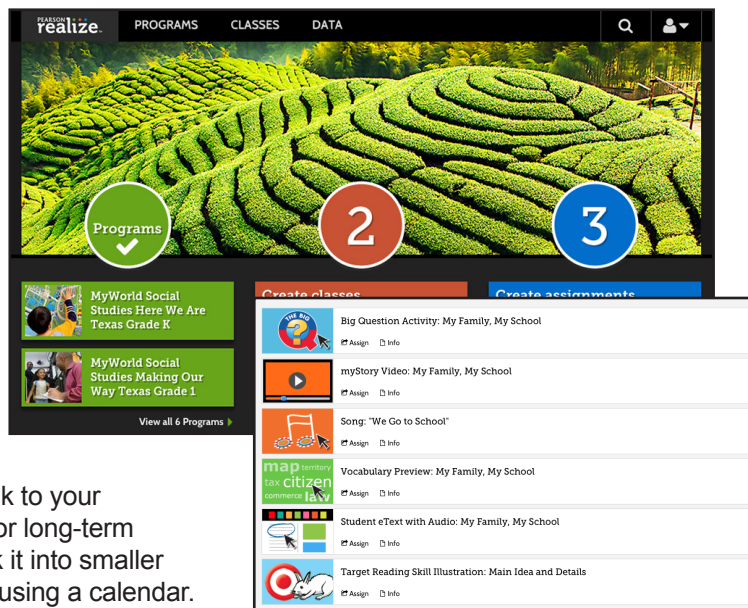 PEARSON
realize™
PROGRAMS
CLASSES
DATA
Programs
2
3
MyWorld Social
Studies Here We Are
Texas Grade K
MyWorld Social
Studies Making Our
Way Texas Grade 1
View all 6 Programs
Create classes
Create assignments
THE BIG
?
Big Question Activity: My Family, My School
Assign Info
myStory Video: My Family, My School
Assign Info
Song: "We Go to School"
Assign Info
map territory
tax citizen
commerce law
Vocabulary Preview: My Family, My School
Assign Info
Student eText with Audio: My Family, My School
Assign Info
Target Reading Skill Illustration: Main Idea and Details
Assign Info
k to your
or long-term
k it into smaller
using a calendar.